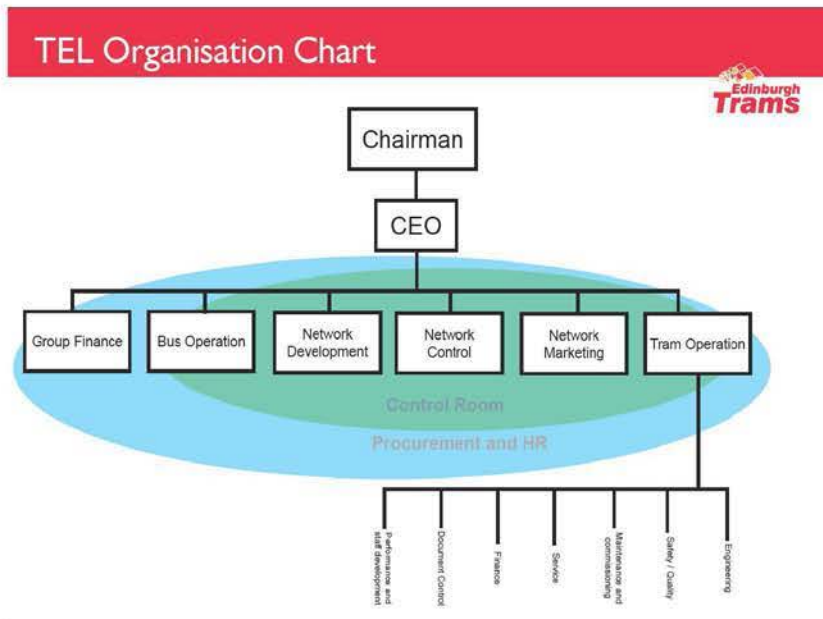 TEL Organisation Chart
Edinburgh
Trams
Chairman
CEO
Group Finance
Bus Operation
Network
Development
Network
Control
Network
Marketing
Tram Operation
Control Room
Procurement and HR
Performance and
staff development
Document Control
Finance
Service
Maintenance and
commissioning
Safety / Quality
Engineering